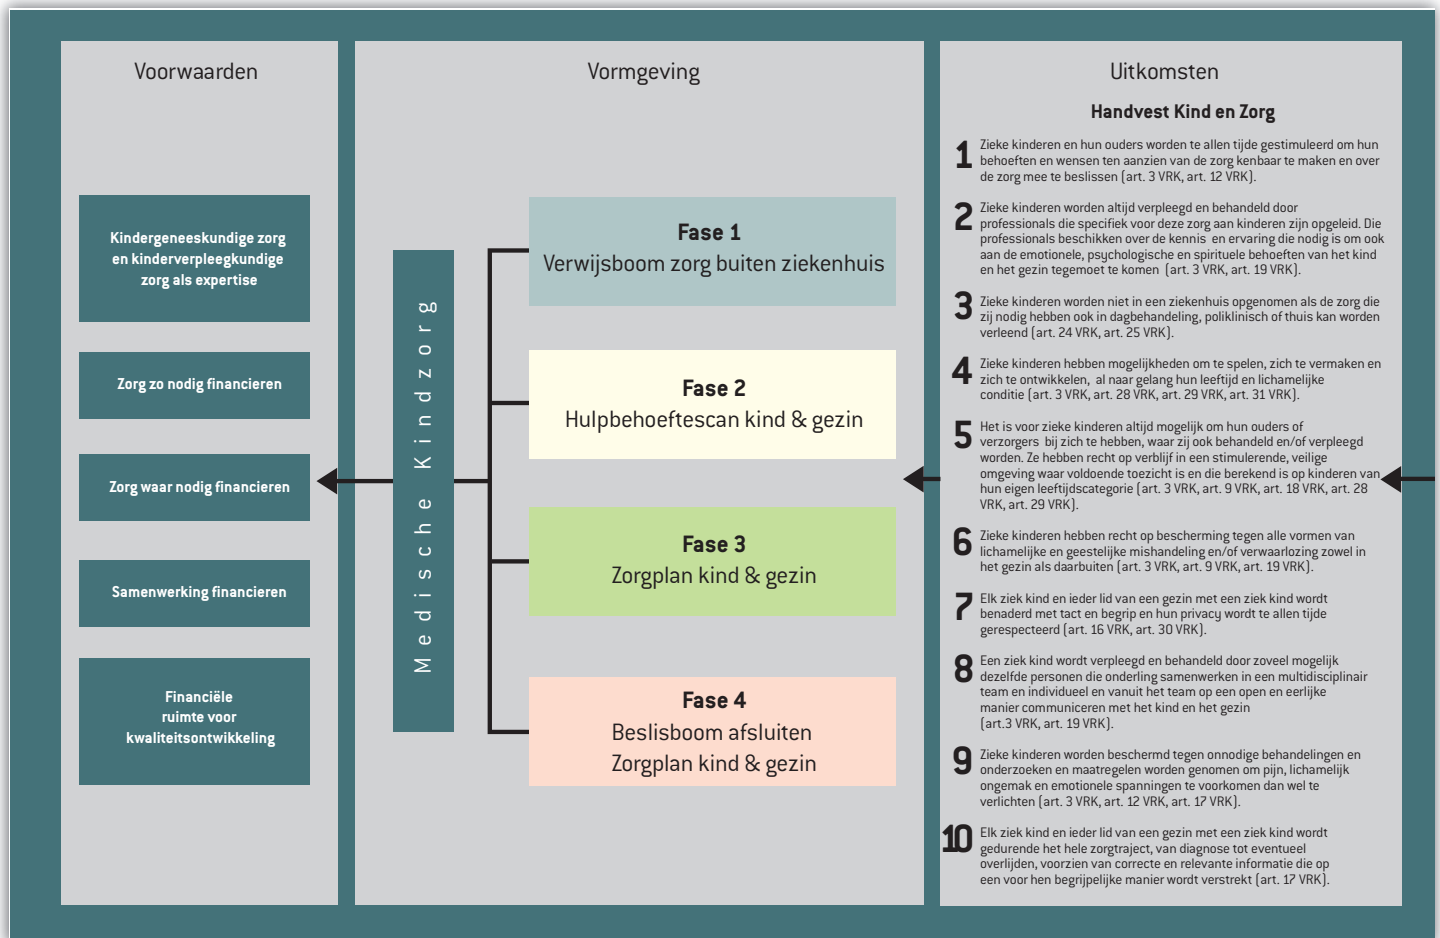 Voorwaarden
Kindergeneeskundige zorg
en kinderverpleegkundige
zorg als expertise
Zorg zo nodig financieren
Zorg waar nodig financieren
Samenwerking financieren
Financiële
ruimte voor
kwaliteitsontwikkeling
Vormgeving
Medische Kindzorg
Fase 1
Verwijsboom zorg buiten ziekenhuis
Fase 2
Hulpbehoeftescan kind & gezin
Fase 3
Zorgplan kind & gezin
Fase 4
Beslisboom afsluiten
Zorgplan kind & gezin
Uitkomsten
Handvest Kind en Zorg
1 Zieke kinderen en hun ouders worden te allen tijde gestimuleerd om hun
behoeften en wensen ten aanzien van de zorg kenbaar te maken en over
de zorg mee te beslissen (art. 3 VRK, art. 12 VRK).
2 Zieke kinderen worden altijd verpleegd en behandeld door
professionals die specifiek voor deze zorg aan kinderen zijn opgeleid. Die
professionals beschikken over de kennis en ervaring die nodig is om ook
aan de emotionele, psychologische en spirituele behoeften van het kind
en het gezin tegemoet te komen (art. 3 VRK, art. 19 VRK).
3 Zieke kinderen worden niet in een ziekenhuis opgenomen als de zorg die
zij nodig hebben ook in dagbehandeling, poliklinisch of thuis kan worden
verleend (art. 24 VRK, art. 25 VRK).
4 Zieke kinderen hebben mogelijkheden om te spelen, zich te vermaken en
zich te ontwikkelen, al naar gelang hun leeftijd en lichamelijke
conditie (art. 3 VRK, art. 28 VRK, art. 29 VRK, art. 31 VRK).
5 Het is voor zieke kinderen altijd mogelijk om hun ouders of
verzorgers bij zich te hebben, waar zij ook behandeld en/of verpleegd
worden. Ze hebben recht op verblijf in een stimulerende, veilige
omgeving waar voldoende toezicht is en die berekend is op kinderen van
hun eigen leeftijdscategorie (art. 3 VRK, art. 9 VRK, art. 18 VRK, art. 28
VRK, art. 29 VRK).
6 Zieke kinderen hebben recht op bescherming tegen alle vormen van
lichamelijke en geestelijke mishandeling en/of verwaarlozing zowel in
het gezin als daarbuiten (art. 3 VRK, art. 9 VRK, art. 19 VRK).
7 Elk ziek kind en ieder lid van een gezin met een ziek kind wordt
benaderd met tact en begrip en hun privacy wordt te allen tijde
gerespecteerd (art. 16 VRK, art. 30 VRK).
8 Een ziek kind wordt verpleegd en behandeld door zoveel mogelijk
dezelfde personen die onderling samenwerken in een multidisciplinair
team en individueel en vanuit het team op een open en eerlijke
manier communiceren met het kind en het gezin
(art.3 VRK, art. 19 VRK).
9 Zieke kinderen worden beschermd tegen onnodige behandelingen en
onderzoeken en maatregelen worden genomen om pijn, lichamelijk
ongemak en emotionele spanningen te voorkomen dan wel te
verlichten (art. 3 VRK, art. 12 VRK, art. 17 VRK).
10 Elk ziek kind en ieder lid van een gezin met een ziek kind wordt
gedurende het hele zorgtraject, van diagnose tot eventueel
overlijden, voorzien van correcte en relevante informatie die op
een voor hen begrijpelijke manier wordt verstrekt (art. 17 VRK).